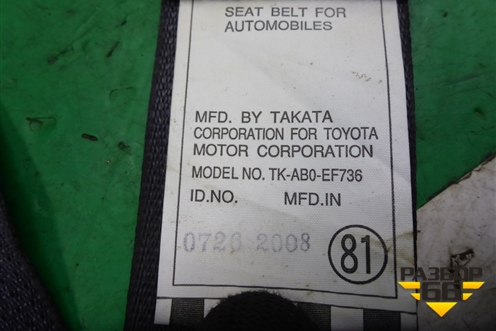 SEAT BELT FOR
AUTOMOBILES
MFD. BY TAKATA
CORPORATION FOR TOYOTA
MOTOR CORPORATION
MODEL NO. TK-AB0-EF736
ID.NO. MFD.IN
0726 2008
81
РАЗБОР
66